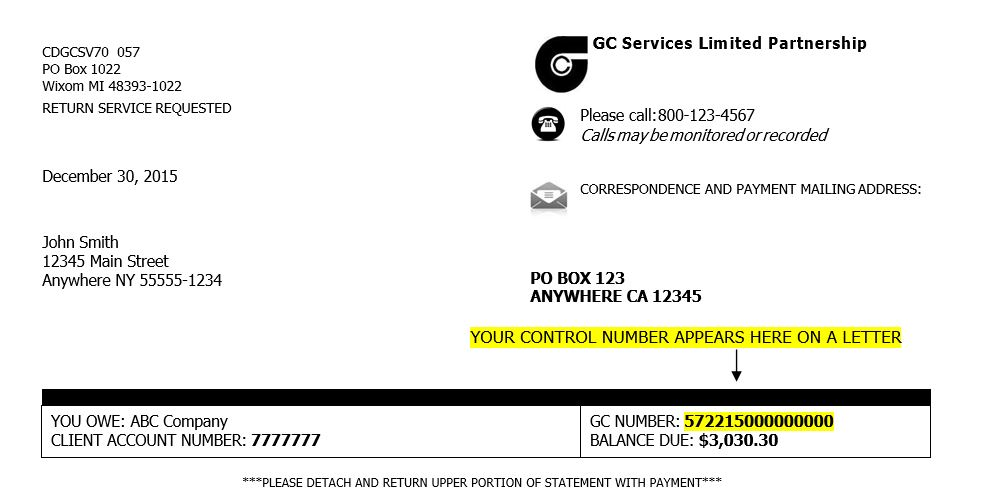 CDGCSV70 057
PO Box 1022
Wixom MI 48393-1022
RETURN SERVICE REQUESTED
GC Services Limited Partnership
Please call:800-123-4567
Calls may be monitored or recorded
December 30, 2015
CORRESPONDENCE AND PAYMENT MAILING ADDRESS:
John Smith
12345 Main Street
Anywhere NY 55555-1234
PO BOX 123
ANYWHERE CA 12345
YOUR CONTROL NUMBER APPEARS HERE ON A LETTER
YOU OWE: ABC Company
CLIENT ACCOUNT NUMBER: 7777777
GC NUMBER: 572215000000000
BALANCE DUE: $3,030.30
***PLEASE DETACH AND RETURN UPPER PORTION OF STATEMENT WITH PAYMENT***